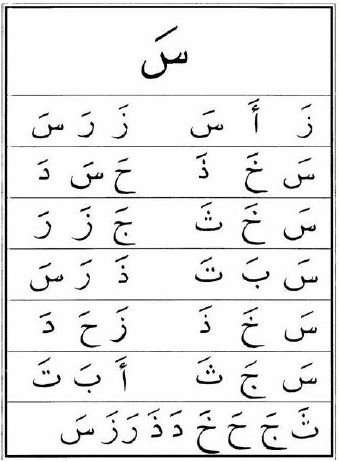 سَ
زَ أَ سَ زَ رَ سَ
سَ خَ ذَ حَ سَ دَ
سَ خَ ثَ جَ زَ رَ
سَ بَ تَ ذَ رَ سَ
سَ خَ ذَ زَ حَ دَ
سَ جَ ثَ أَ بَ تَ
ثَ جَ حَ خَ دَ ذَ رَ زَ سَ